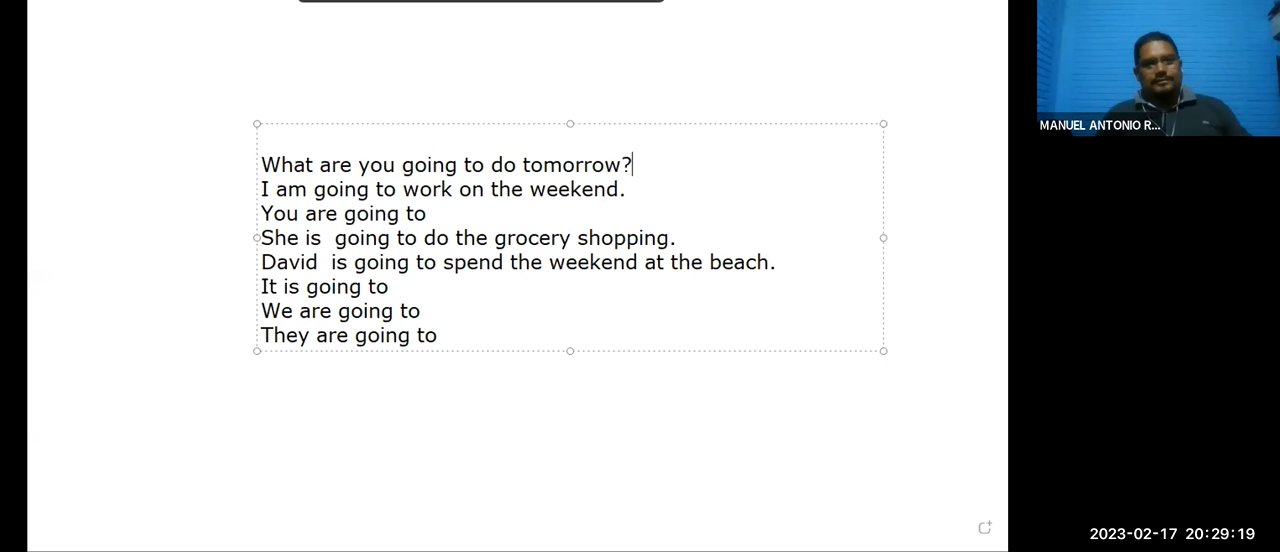 What are you going to do tomorrow?
I am going to work on the weekend.
You are going to
She is  going to do the grocery shopping.
David  is going to spend the weekend at the beach.
It is going to
We are going to
They are going to
MANUEL ANTONIO R...
2023-02-17 20:29:19